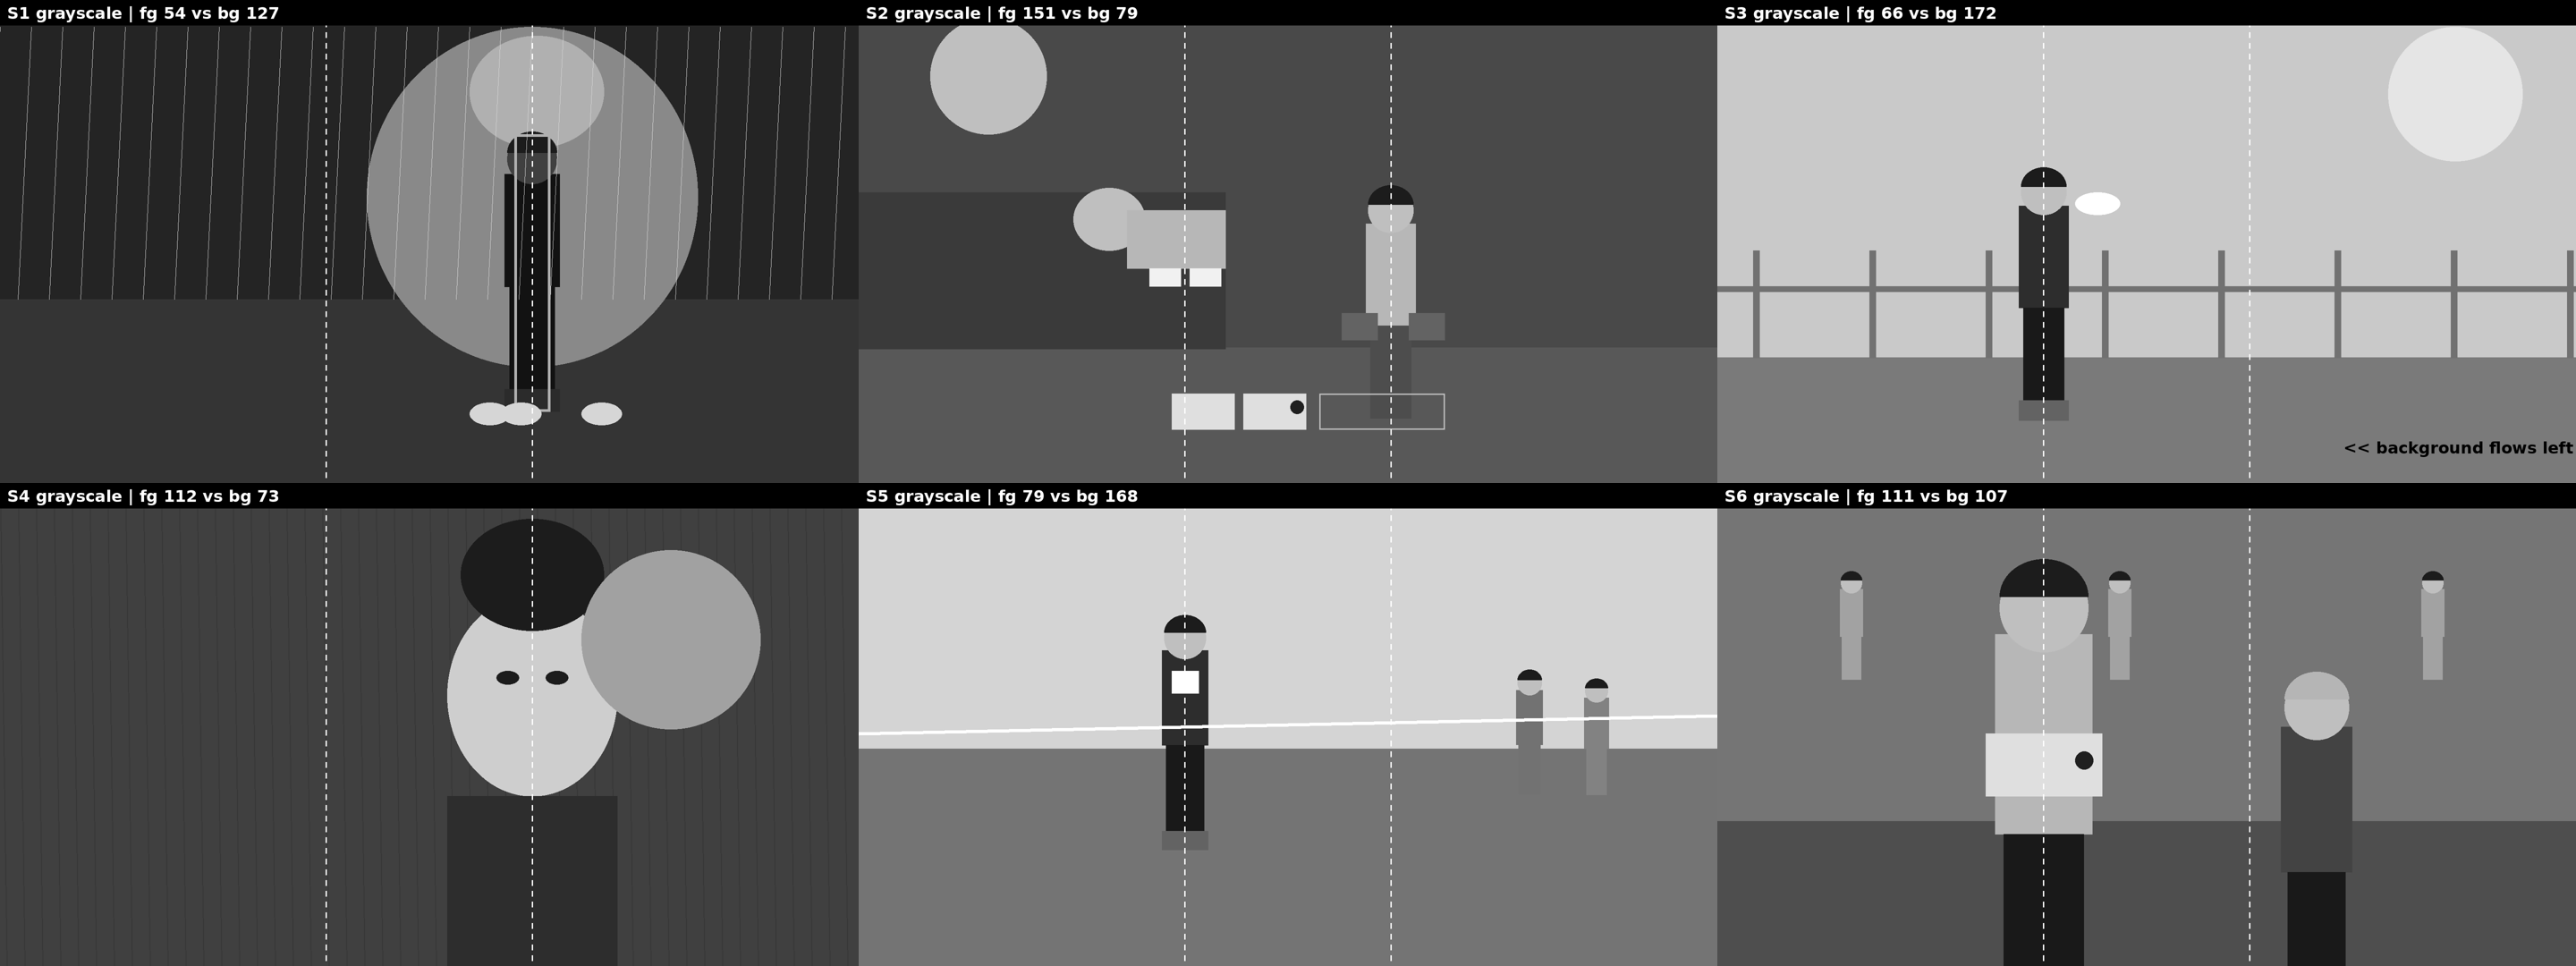 S1 grayscale | fg 54 vs bg 127
S2 grayscale | fg 151 vs bg 79
S3 grayscale | fg 66 vs bg 172
<< background flows left
S4 grayscale | fg 112 vs bg 73
S5 grayscale | fg 79 vs bg 168
S6 grayscale | fg 111 vs bg 107